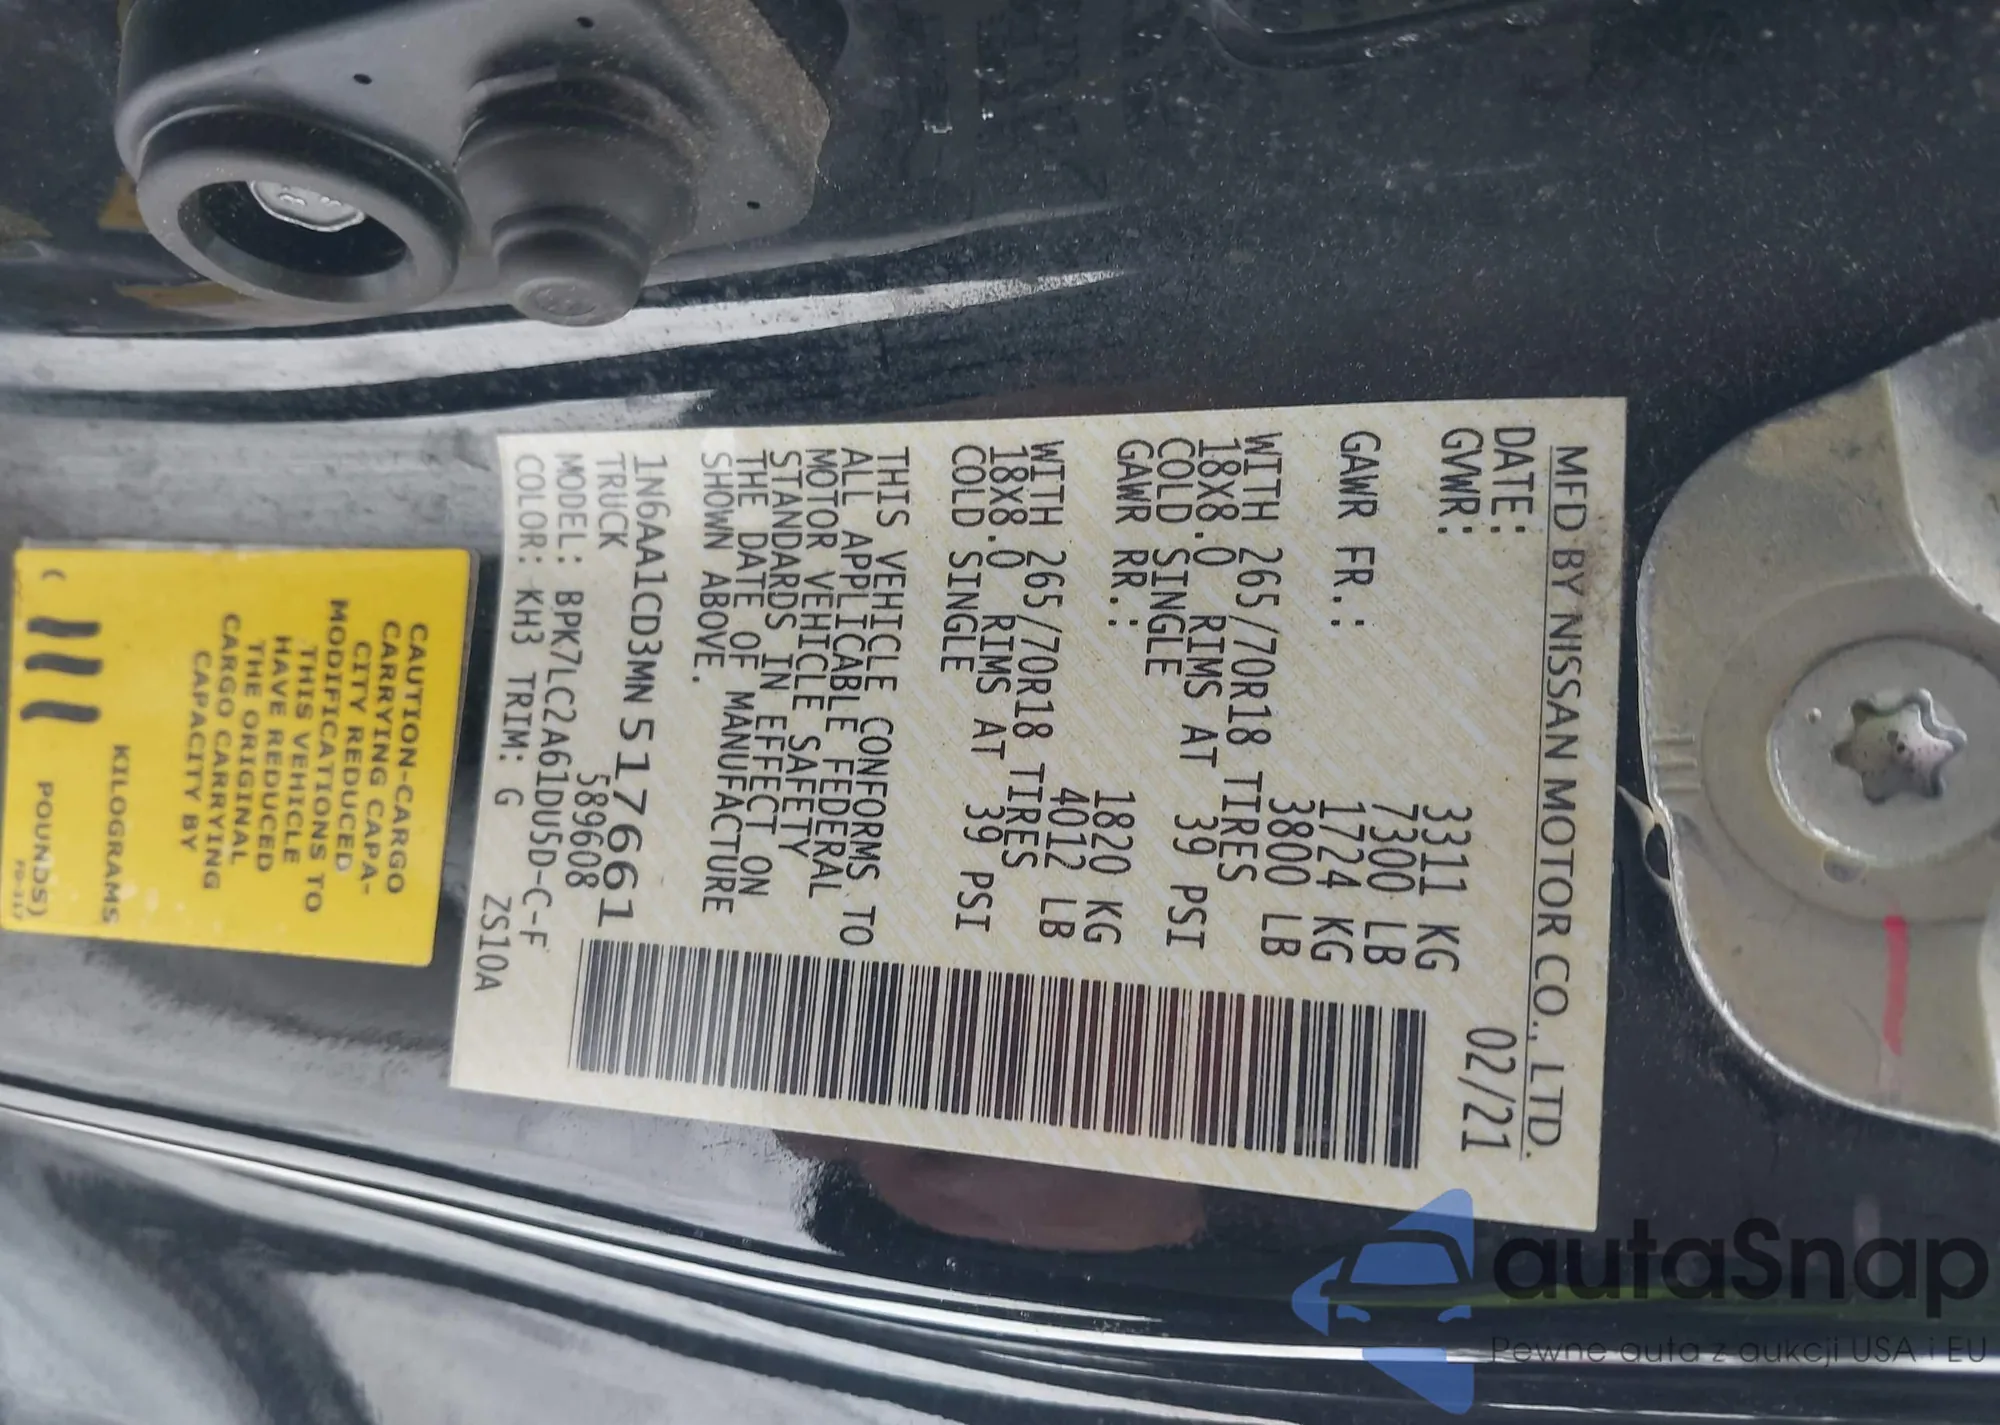 MFD BY NISSAN MOTOR CO., LTD.
DATE: 02/21
GVWR: 3311 KG
7300 LB
GAWR FR.: 1724 KG
3800 LB
WITH 265/70R18 TIRES
18X8.0 RIMS AT 39 PSI
COLD SINGLE
GAWR RR.: 1820 KG
4012 LB
WITH 265/70R18 TIRES
18X8.0 RIMS AT 39 PSI
COLD SINGLE
THIS VEHICLE CONFORMS TO
ALL APPLICABLE FEDERAL
MOTOR VEHICLE SAFETY
STANDARDS IN EFFECT ON
THE DATE OF MANUFACTURE
SHOWN ABOVE.
1N6AA1CD3MN517661
TRUCK 589608
MODEL: BPK7LC2A61DU5D-C-F
COLOR: KH3 TRIM: G ZS10A
CAUTION-CARGO
CARRYING CAPA-
CITY REDUCED
MODIFICATIONS TO
THIS VEHICLE
HAVE REDUCED
THE ORIGINAL
CARGO CARRYING
CAPACITY BY
KILOGRAMS
( POUNDS)
autaSnap
Pewne auta z aukcji USA i EU